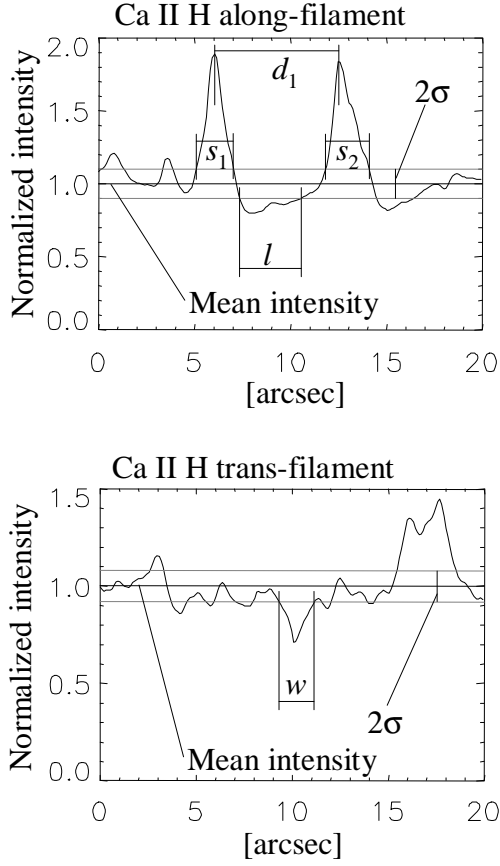 Ca II H along-filament
Normalized intensity
2.0
1.5
1.0
0.5
0.0
d1
2σ
s1
s2
l
Mean intensity
0
5
10
15
20
[arcsec]
Ca II H trans-filament
Normalized intensity
1.5
1.0
0.5
0.0
w
2σ
Mean intensity
0
5
10
15
20
[arcsec]